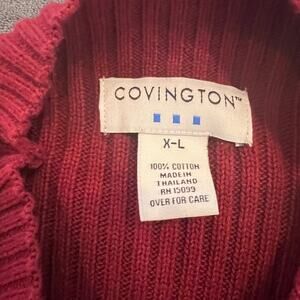 COVINGTON™
X-L
100% COTTON
MADE IN
THAILAND
RN 15099
OVER FOR CARE